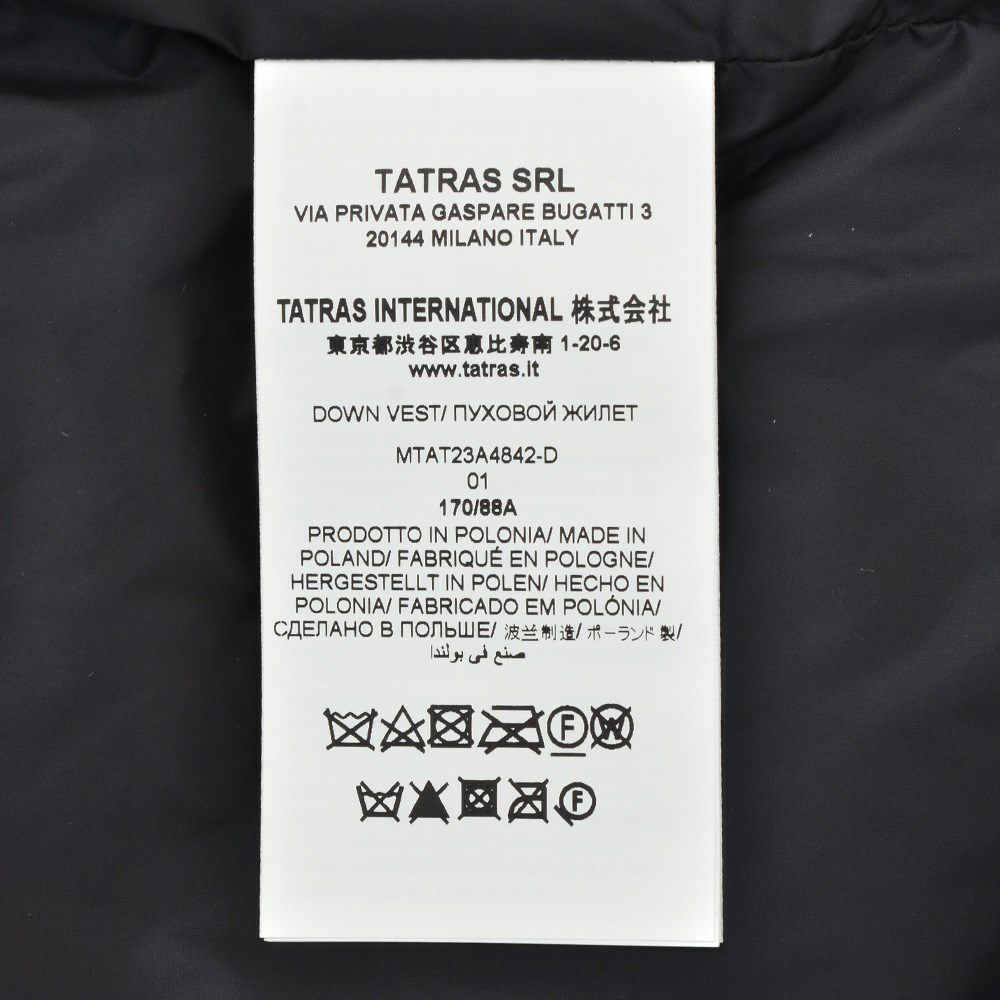 TATRAS SRL
VIA PRIVATA GASPARE BUGATTI 3
20144 MILANO ITALY
TATRAS INTERNATIONAL 株式会社
東京都渋谷区恵比寿南 1-20-6
www.tatras.it
DOWN VEST/ ПУХОВОЙ ЖИЛЕТ
MTAT23A4842-D
01
170/88A
PRODOTTO IN POLONIA/ MADE IN
POLAND/ FABRIQUÉ EN POLOGNE/
HERGESTELLT IN POLEN/ HECHO EN
POLONIA/ FABRICADO EM POLÓNIA/
СДЕЛАНО В ПОЛЬШЕ/ 波兰制造/ ポーランド 製/
صنع في بولندا
F W
F